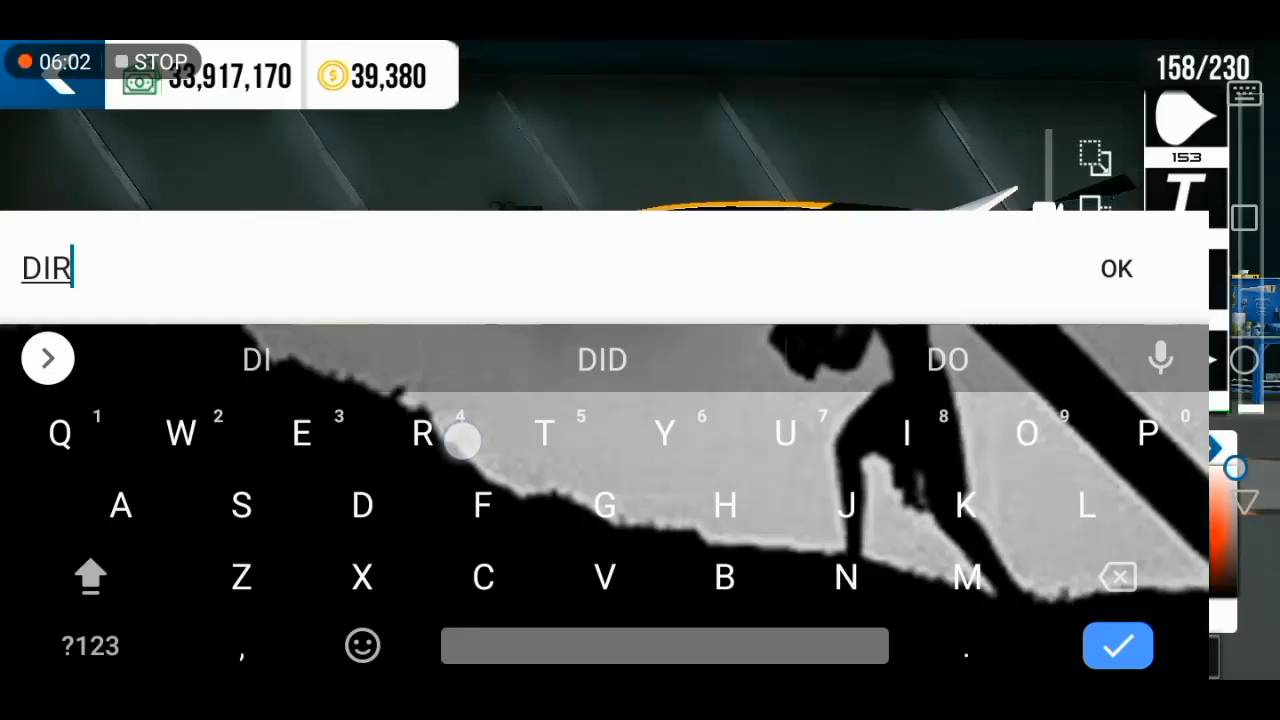 06:02 STOP
33,917,170 39,380
158/230
153
T
DIR
OK
DI DID DO
Q 1 W 2 E 3 R 4 T 5 Y 6 U 7 I 8 O 9 P 0
A S D F G H J K L
Z X C V B N M
?123 , .